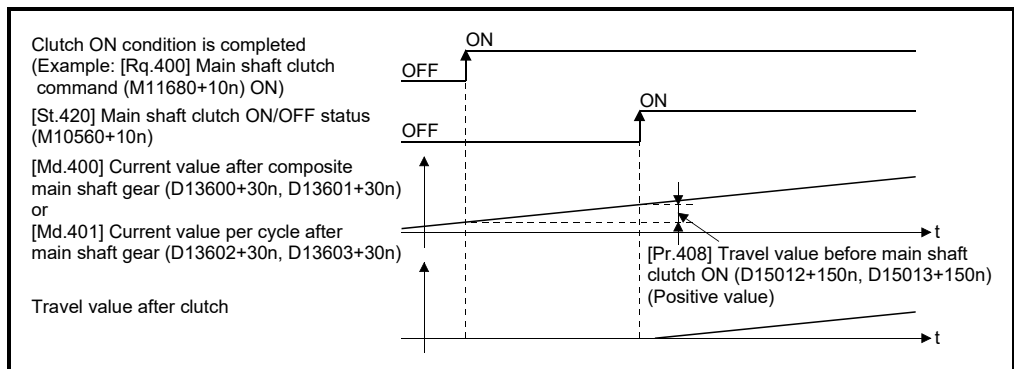 Clutch ON condition is completed
(Example: [Rq.400] Main shaft clutch
command (M11680+10n) ON)
OFF
ON
[St.420] Main shaft clutch ON/OFF status
(M10560+10n)
OFF
ON
[Md.400] Current value after composite
main shaft gear (D13600+30n, D13601+30n)
or
[Md.401] Current value per cycle after
main shaft gear (D13602+30n, D13603+30n)
t
[Pr.408] Travel value before main shaft
clutch ON (D15012+150n, D15013+150n)
(Positive value)
Travel value after clutch
t